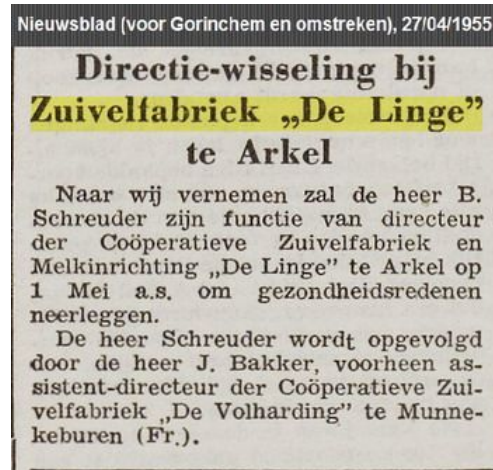 Nieuwsblad (voor Gorinchem en omstreken), 27/04/1955
Directie-wisseling bij
Zuivelfabriek „De Linge”
te Arkel
Naar wij vernemen zal de heer B.
Schreuder zijn functie van directeur
der Coöperatieve Zuivelfabriek en
Melkinrichting „De Linge” te Arkel op
1 Mei a.s. om gezondheidsredenen
neerleggen.
De heer Schreuder wordt opgevolgd
door de heer J. Bakker, voorheen as-
sistent-directeur der Coöperatieve Zui-
velfabriek „De Volharding” te Munne-
keburen (Fr.).